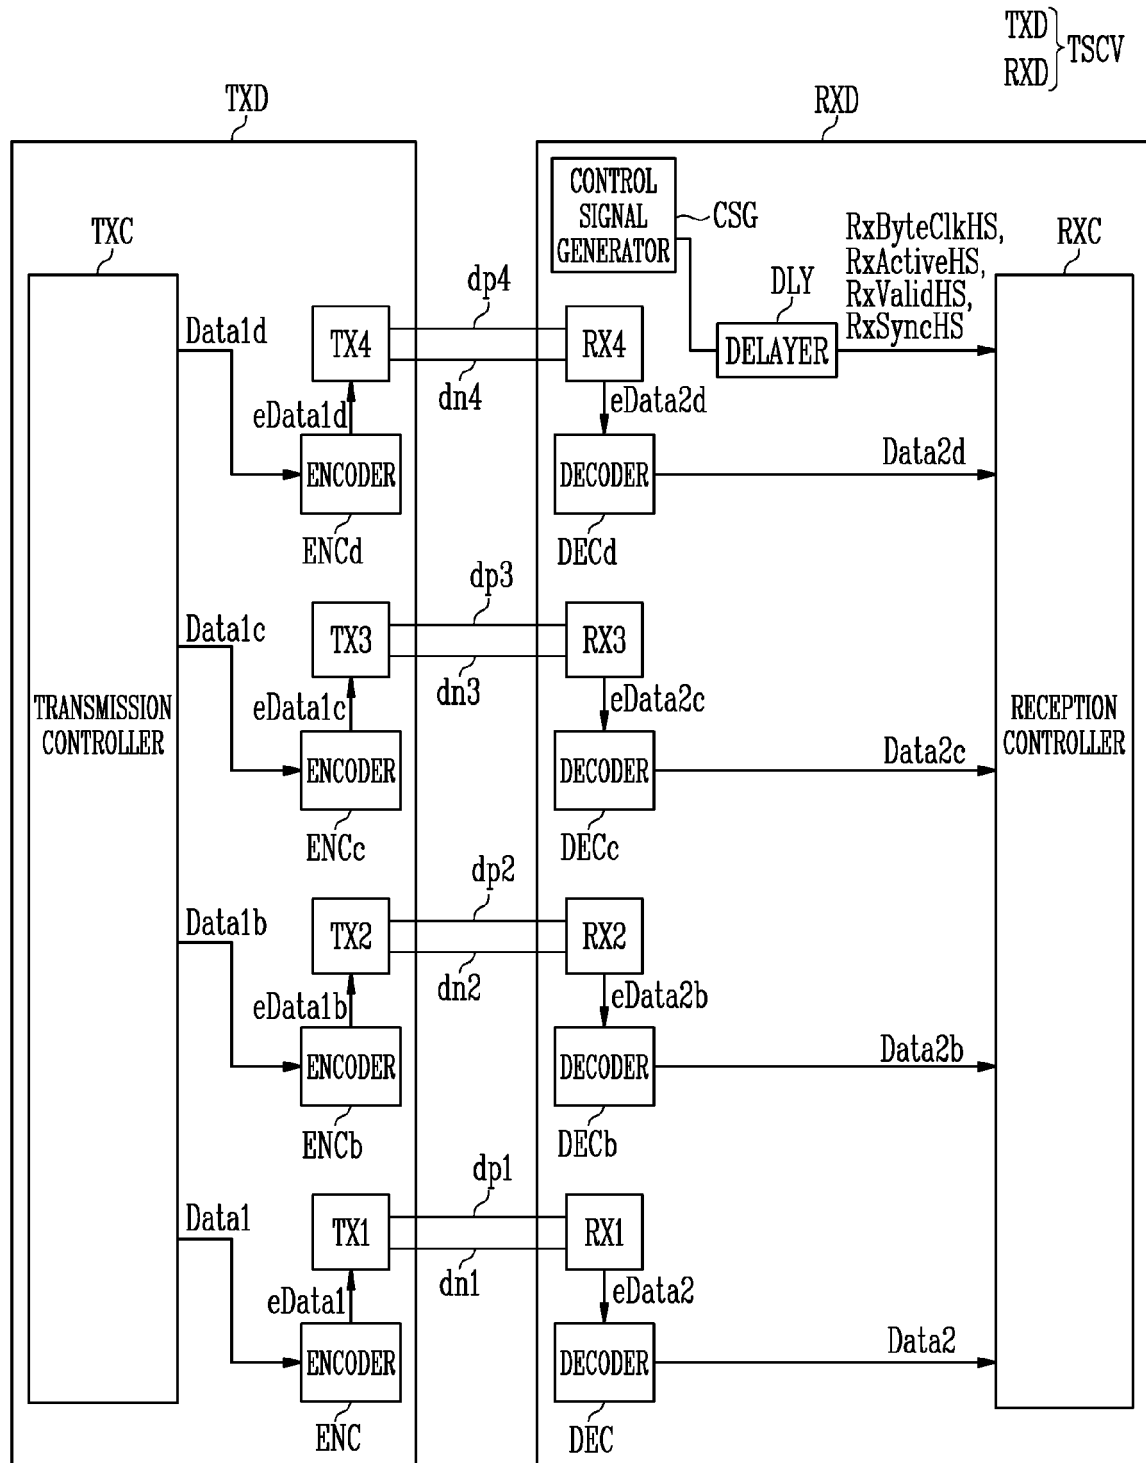 TXD
RXD
TSCV
TXD
RXD
TXC
CONTROL
SIGNAL
GENERATOR
CSG
RxByteClkHS,
RxActiveHS,
RxValidHS,
RxSyncHS
RXC
DLY
DELAYER
Data1d
TX4
dp4
dn4
RX4
eData1d
eData2d
ENCODER
DECODER
Data2d
ENCd
DECd
Data1c
TX3
dp3
dn3
RX3
eData1c
eData2c
TRANSMISSION
CONTROLLER
RECEPTION
CONTROLLER
ENCODER
DECODER
Data2c
ENCc
DECc
Data1b
TX2
dp2
dn2
RX2
eData1b
eData2b
ENCODER
DECODER
Data2b
ENCb
DECb
Data1
TX1
dp1
dn1
RX1
eData1
eData2
ENCODER
DECODER
Data2
ENC
DEC